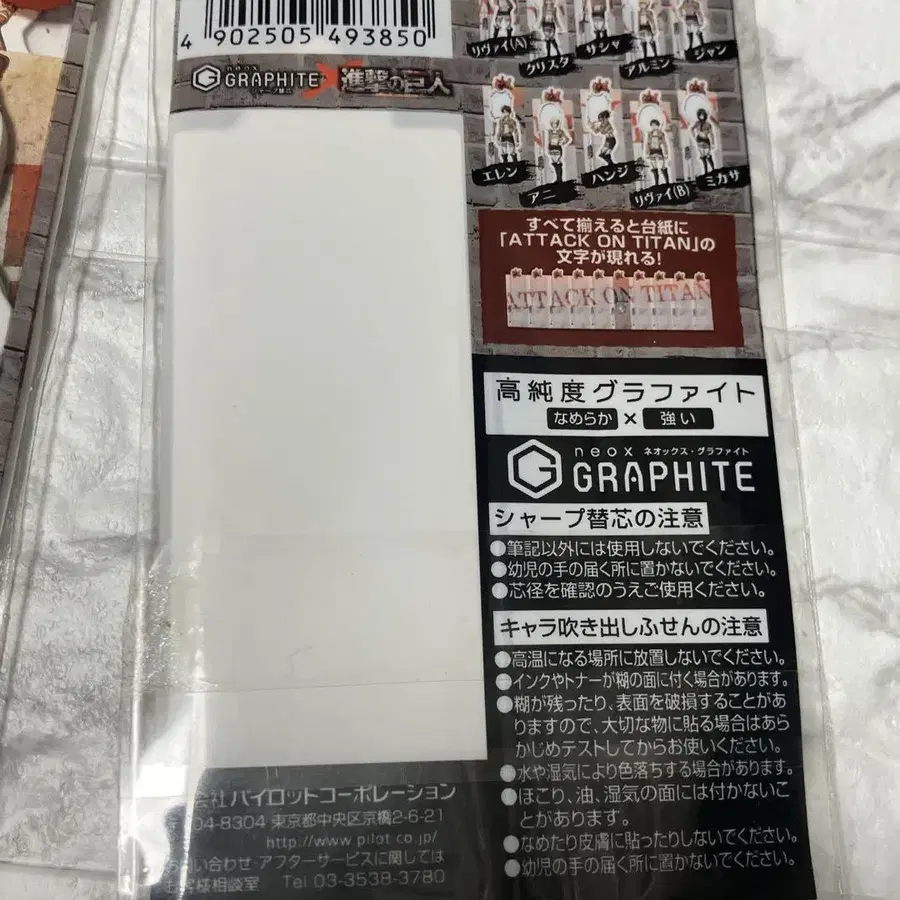 4 902505 493850
neox
GRAPHITE
シャープ替芯
×
進撃の巨人
リヴァイ(A)
クリスタ
サシャ
アルミン
ジャン
エレン
アニ
ハンジ
リヴァイ(B)
ミカサ
すべて揃えると台紙に
「ATTACK ON TITAN」の
文字が現れる!
ATTACK ON TITAN
高純度グラファイト
なめらか × 強い
neox ネオックス・グラファイト
GRAPHITE
シャープ替芯の注意
●筆記以外には使用しないでください。
●幼児の手の届く所に置かないでください。
●芯径を確認のうえご使用ください。
キャラ吹き出しふせんの注意
●高温になる場所に放置しないでください。
●インクやトナーが糊の面に付く場合があります。
●糊が残ったり、表面を破損することがあ
りますので、大切な物に貼る場合はあら
かじめテストしてからお使いください。
●水や湿気により色落ちする場合があります。
●ほこり、油、湿気の面には付かないこ
とがあります。
●なめたり皮膚に貼ったりしないでください。
●幼児の手の届く所に置かないでください。
会社 パイロットコーポレーション
04-8304 東京都中央区京橋2-6-21
http://www.pilot.co.jp/
お問い合わせ・アフターサービスに関しては
お客様相談室 Tel 03-3538-3780